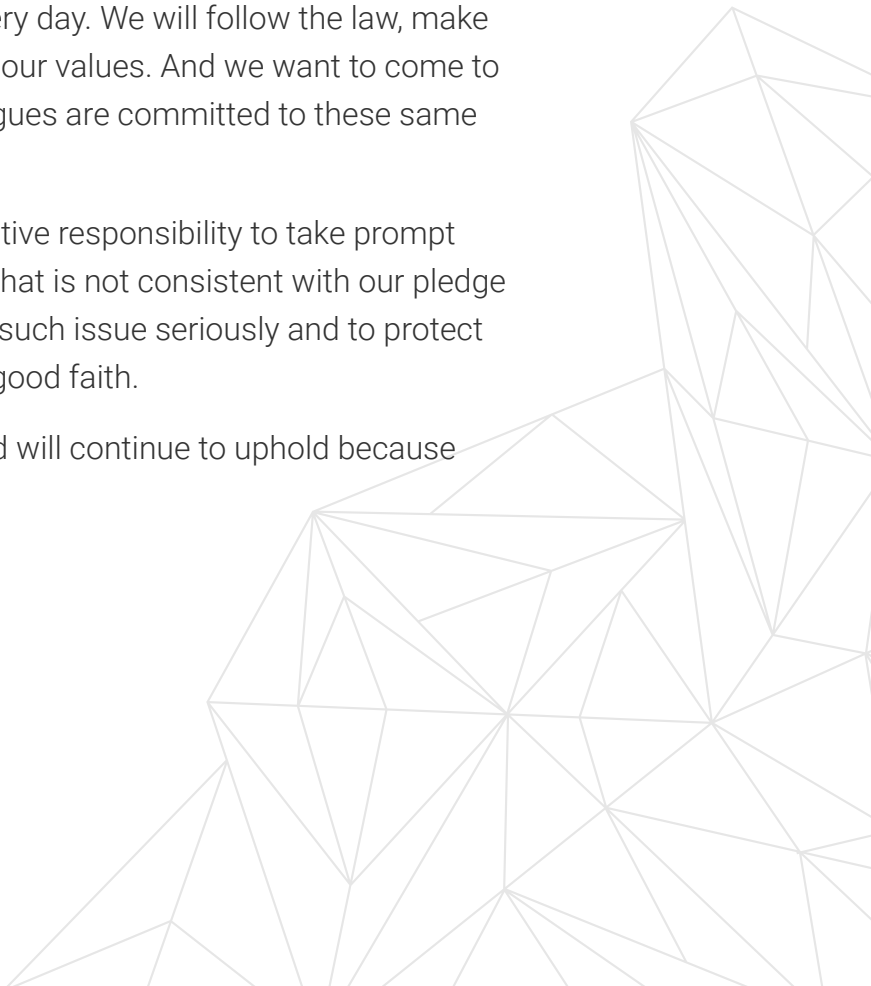 ery day. We will follow the law, make
our values. And we want to come to
gues are committed to these same
tive responsibility to take prompt
hat is not consistent with our pledge
such issue seriously and to protect
good faith.
d will continue to uphold because